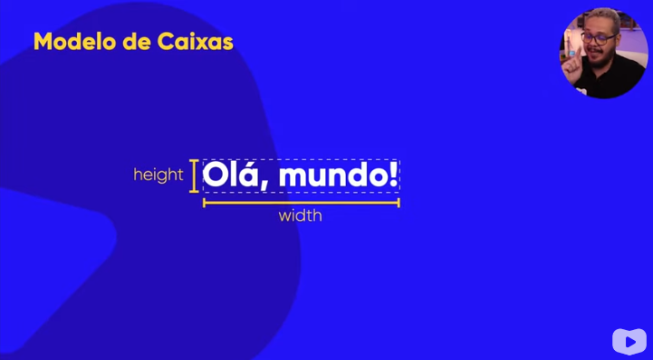 Modelo de Caixas
height
Olá, mundo!
width